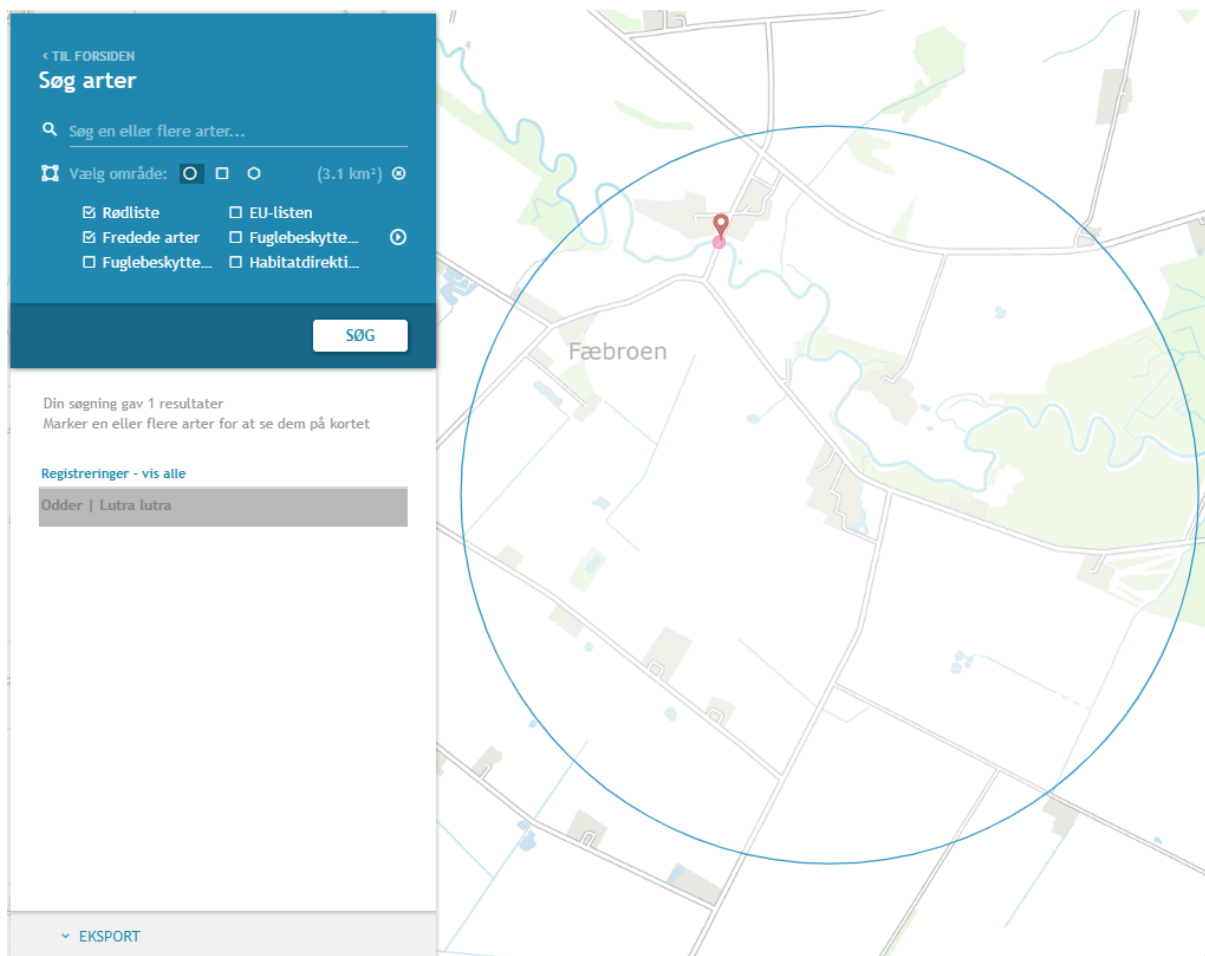 ‹ TIL FORSIDEN
Søg arter
Søg en eller flere arter...
Vælg område: (3.1 km²)
Rødliste EU-listen
Fredede arter Fuglebeskytte...
Fuglebeskytte... Habitatdirekti...
SØG
Din søgning gav 1 resultater
Marker en eller flere arter for at se dem på kortet
Registreringer - vis alle
Odder | Lutra lutra
EKSPORT
Fæbroen